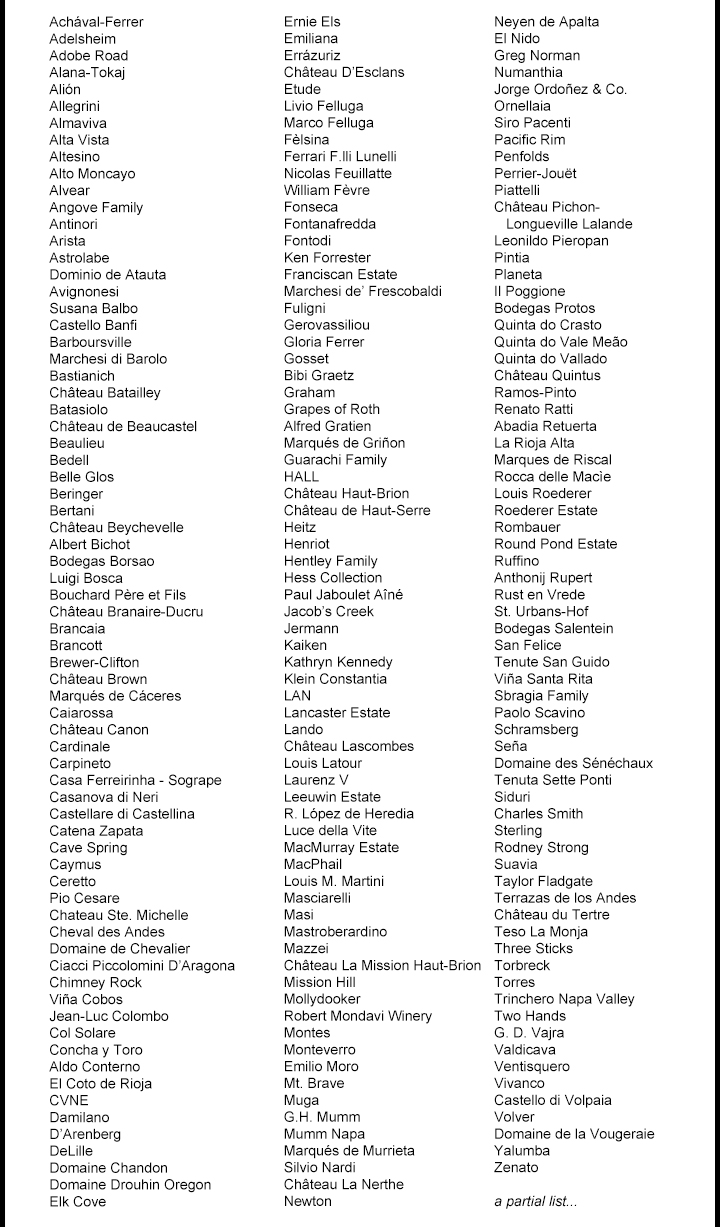 Achával-Ferrer
Adelsheim
Adobe Road
Alana-Tokaj
Alión
Allegrini
Almaviva
Alta Vista
Altesino
Alto Moncayo
Alvear
Angove Family
Antinori
Arista
Astrolabe
Dominio de Atauta
Avignonesi
Susana Balbo
Castello Banfi
Barboursville
Marchesi di Barolo
Bastianich
Château Batailley
Batasiolo
Château de Beaucastel
Beaulieu
Bedell
Belle Glos
Beringer
Bertani
Château Beychevelle
Albert Bichot
Bodegas Borsao
Luigi Bosca
Bouchard Père et Fils
Château Branaire-Ducru
Brancaia
Brancott
Brewer-Clifton
Château Brown
Marqués de Cáceres
Caiarossa
Château Canon
Cardinale
Carpineto
Casa Ferreirinha - Sogrape
Casanova di Neri
Castellare di Castellina
Catena Zapata
Cave Spring
Caymus
Ceretto
Pio Cesare
Chateau Ste. Michelle
Cheval des Andes
Domaine de Chevalier
Ciacci Piccolomini D'Aragona
Chimney Rock
Viña Cobos
Jean-Luc Colombo
Col Solare
Concha y Toro
Aldo Conterno
El Coto de Rioja
CVNE
Damilano
D'Arenberg
DeLille
Domaine Chandon
Domaine Drouhin Oregon
Elk Cove
Ernie Els
Emiliana
Errázuriz
Château D'Esclans
Etude
Livio Felluga
Marco Felluga
Fèlsina
Ferrari F.lli Lunelli
Nicolas Feuillatte
William Fèvre
Fonseca
Fontanafredda
Fontodi
Ken Forrester
Franciscan Estate
Marchesi de' Frescobaldi
Fuligni
Gerovassiliou
Gloria Ferrer
Gosset
Bibi Graetz
Graham
Grapes of Roth
Alfred Gratien
Marqués de Griñon
Guarachi Family
HALL
Château Haut-Brion
Château de Haut-Serre
Heitz
Henriot
Hentley Family
Hess Collection
Paul Jaboulet Aîné
Jacob's Creek
Jermann
Kaiken
Kathryn Kennedy
Klein Constantia
LAN
Lancaster Estate
Lando
Château Lascombes
Louis Latour
Laurenz V
Leeuwin Estate
R. López de Heredia
Luce della Vite
MacMurray Estate
MacPhail
Louis M. Martini
Masciarelli
Masi
Mastroberardino
Mazzei
Château La Mission Haut-Brion
Mission Hill
Mollydooker
Robert Mondavi Winery
Montes
Monteverro
Emilio Moro
Mt. Brave
Muga
G.H. Mumm
Mumm Napa
Marqués de Murrieta
Silvio Nardi
Château La Nerthe
Newton
Neyen de Apalta
El Nido
Greg Norman
Numanthia
Jorge Ordoñez & Co.
Ornellaia
Siro Pacenti
Pacific Rim
Penfolds
Perrier-Jouët
Piattelli
Château Pichon-
Longueville Lalande
Leonildo Pieropan
Pintia
Planeta
Il Poggione
Bodegas Protos
Quinta do Crasto
Quinta do Vale Meão
Quinta do Vallado
Château Quintus
Ramos-Pinto
Renato Ratti
Abadia Retuerta
La Rioja Alta
Marques de Riscal
Rocca delle Macìe
Louis Roederer
Roederer Estate
Rombauer
Round Pond Estate
Ruffino
Anthonij Rupert
Rust en Vrede
St. Urbans-Hof
Bodegas Salentein
San Felice
Tenute San Guido
Viña Santa Rita
Sbragia Family
Paolo Scavino
Schramsberg
Seña
Domaine des Sénéchaux
Tenuta Sette Ponti
Siduri
Charles Smith
Sterling
Rodney Strong
Suavia
Taylor Fladgate
Terrazas de los Andes
Château du Tertre
Teso La Monja
Three Sticks
Torbreck
Torres
Trinchero Napa Valley
Two Hands
G. D. Vajra
Valdicava
Ventisquero
Vivanco
Castello di Volpaia
Volver
Domaine de la Vougeraie
Yalumba
Zenato
a partial list...